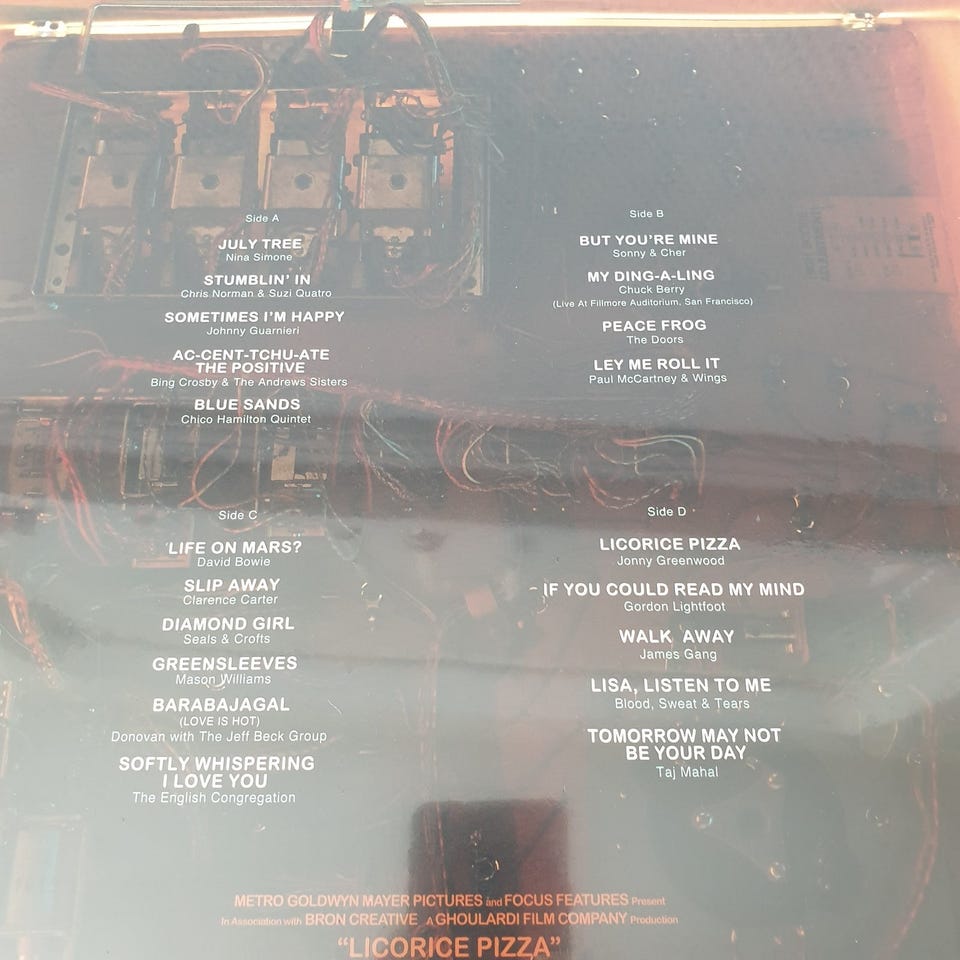 Side A
JULY TREE
Nina Simone
STUMBLIN' IN
Chris Norman & Suzi Quatro
SOMETIMES I'M HAPPY
Johnny Guarnieri
AC-CENT-TCHU-ATE
THE POSITIVE
Bing Crosby & The Andrews Sisters
BLUE SANDS
Chico Hamilton Quintet
Side B
BUT YOU'RE MINE
Sonny & Cher
MY DING-A-LING
Chuck Berry
(Live At Fillmore Auditorium, San Francisco)
PEACE FROG
The Doors
LEY ME ROLL IT
Paul McCartney & Wings
Side C
'LIFE ON MARS?
David Bowie
SLIP AWAY
Clarence Carter
DIAMOND GIRL
Seals & Crofts
GREENSLEEVES
Mason Williams
BARABAJAGAL
(LOVE IS HOT)
Donovan with The Jeff Beck Group
SOFTLY WHISPERING
I LOVE YOU
The English Congregation
Side D
LICORICE PIZZA
Jonny Greenwood
IF YOU COULD READ MY MIND
Gordon Lightfoot
WALK AWAY
James Gang
LISA, LISTEN TO ME
Blood, Sweat & Tears
TOMORROW MAY NOT
BE YOUR DAY
Taj Mahal
METRO GOLDWYN MAYER PICTURES and FOCUS FEATURES Present
In Association with BRON CREATIVE A GHOULARDI FILM COMPANY Production
"LICORICE PIZZA"